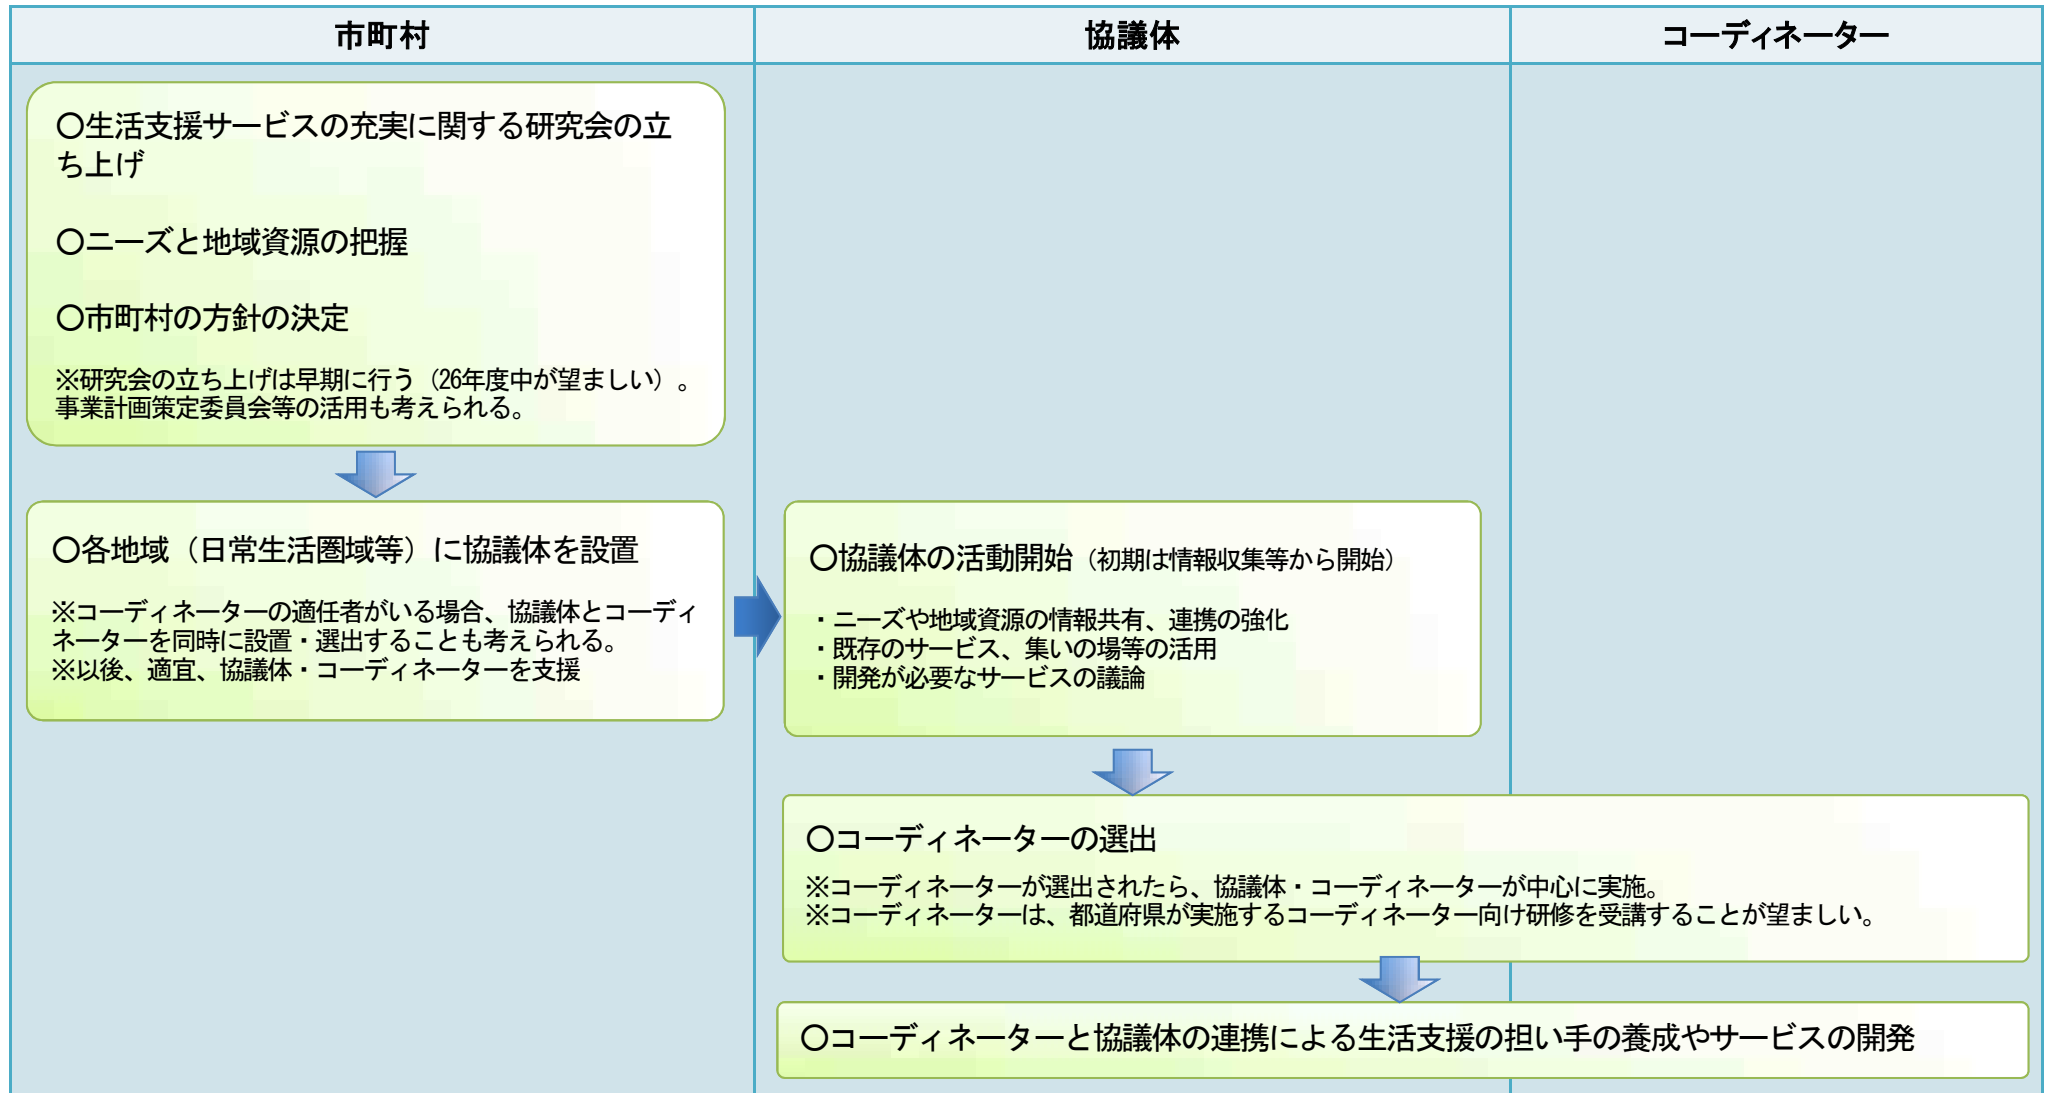 市町村
協議体
コーディネーター
〇生活支援サービスの充実に関する研究会の立
ち上げ
〇ニーズと地域資源の把握
〇市町村の方針の決定
※研究会の立ち上げは早期に行う（26年度中が望ましい）。
事業計画策定委員会等の活用も考えられる。
〇各地域（日常生活圏域等）に協議体を設置
※コーディネーターの適任者がいる場合、協議体とコーディ
ネーターを同時に設置・選出することも考えられる。
※以後、適宜、協議体・コーディネーターを支援
〇協議体の活動開始（初期は情報収集等から開始）
・ニーズや地域資源の情報共有、連携の強化
・既存のサービス、集いの場等の活用
・開発が必要なサービスの議論
〇コーディネーターの選出
※コーディネーターが選出されたら、協議体・コーディネーターが中心に実施。
※コーディネーターは、都道府県が実施するコーディネーター向け研修を受講することが望ましい。
〇コーディネーターと協議体の連携による生活支援の担い手の養成やサービスの開発